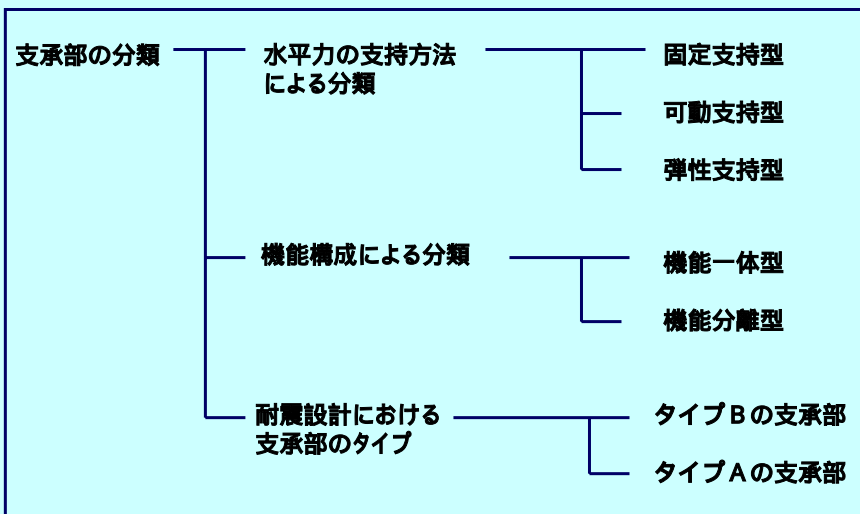 支承部の分類
水平力の支持方法
による分類
固定支持型
可動支持型
弾性支持型
機能構成による分類
機能一体型
機能分離型
耐震設計における
支承部のタイプ
タイプＢの支承部
タイプＡの支承部